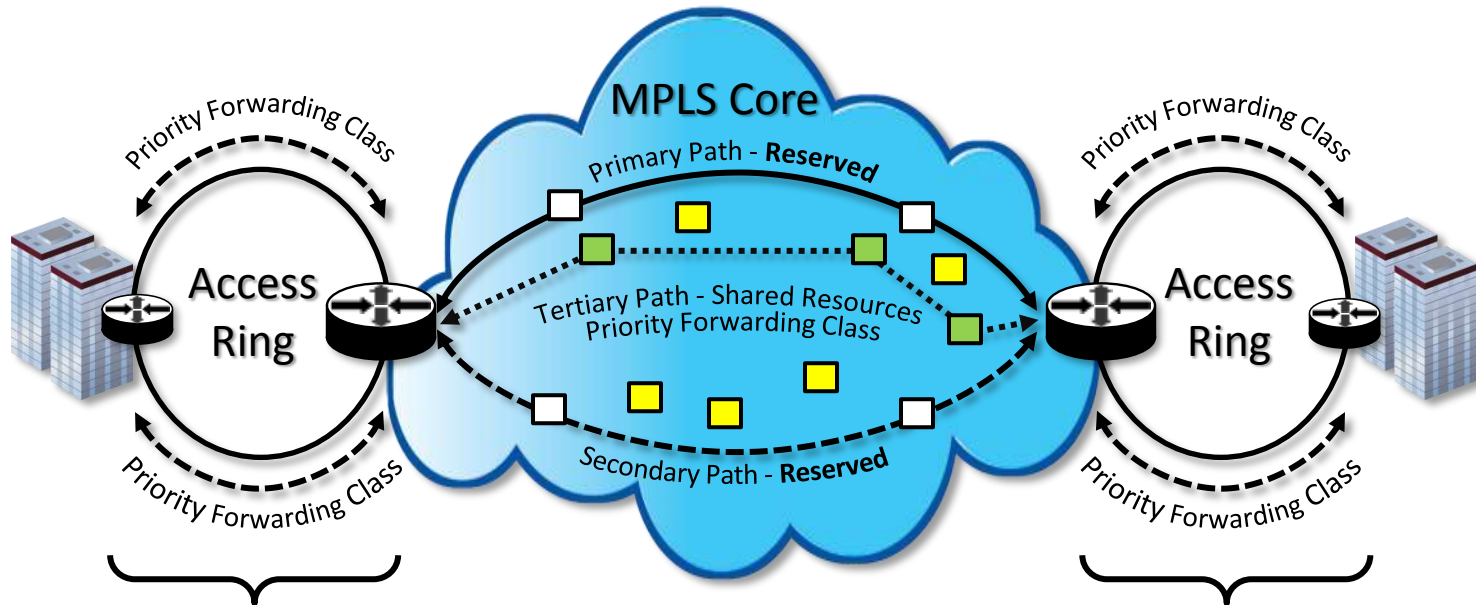 MPLS Core
Priority Forwarding Class
Primary Path - Reserved
Priority Forwarding Class
Access
Ring
Tertiary Path - Shared Resources
Priority Forwarding Class
Access
Ring
Secondary Path - Reserved
Priority Forwarding Class
Priority Forwarding Class